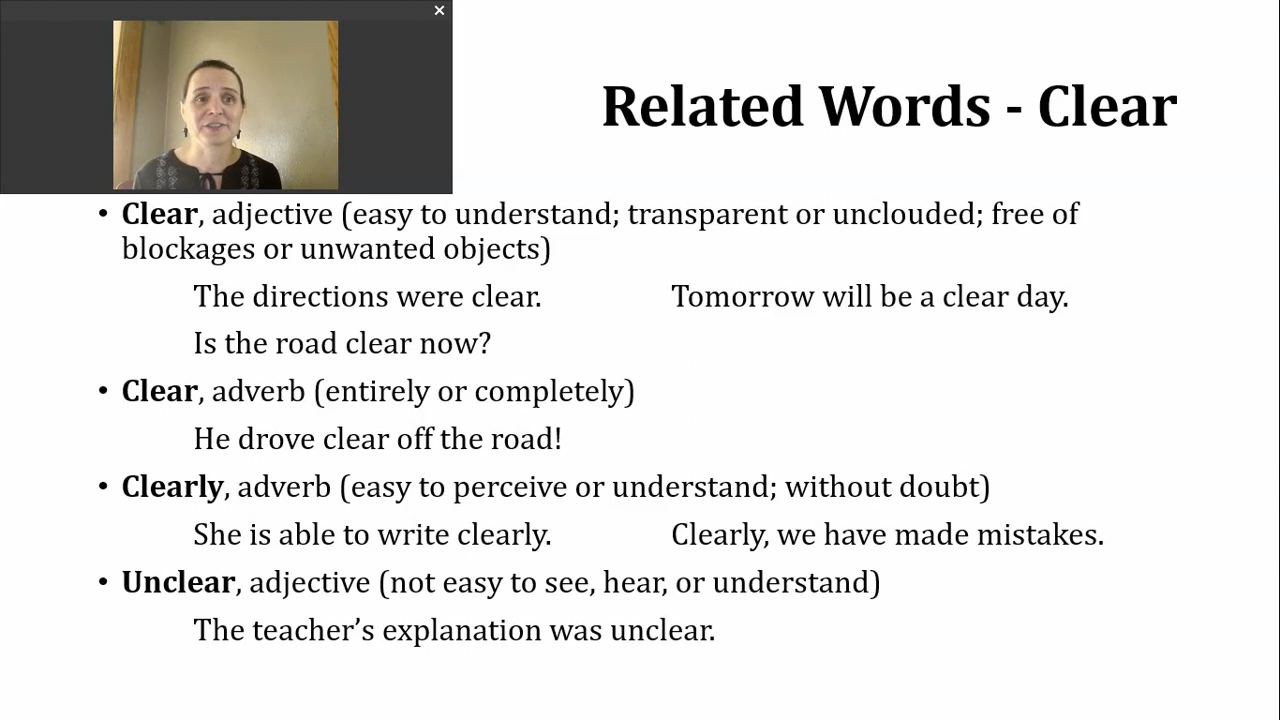 Related Words - Clear
• Clear, adjective (easy to understand; transparent or unclouded; free of
blockages or unwanted objects)
The directions were clear. Tomorrow will be a clear day.
Is the road clear now?
• Clear, adverb (entirely or completely)
He drove clear off the road!
• Clearly, adverb (easy to perceive or understand; without doubt)
She is able to write clearly. Clearly, we have made mistakes.
• Unclear, adjective (not easy to see, hear, or understand)
The teacher’s explanation was unclear.